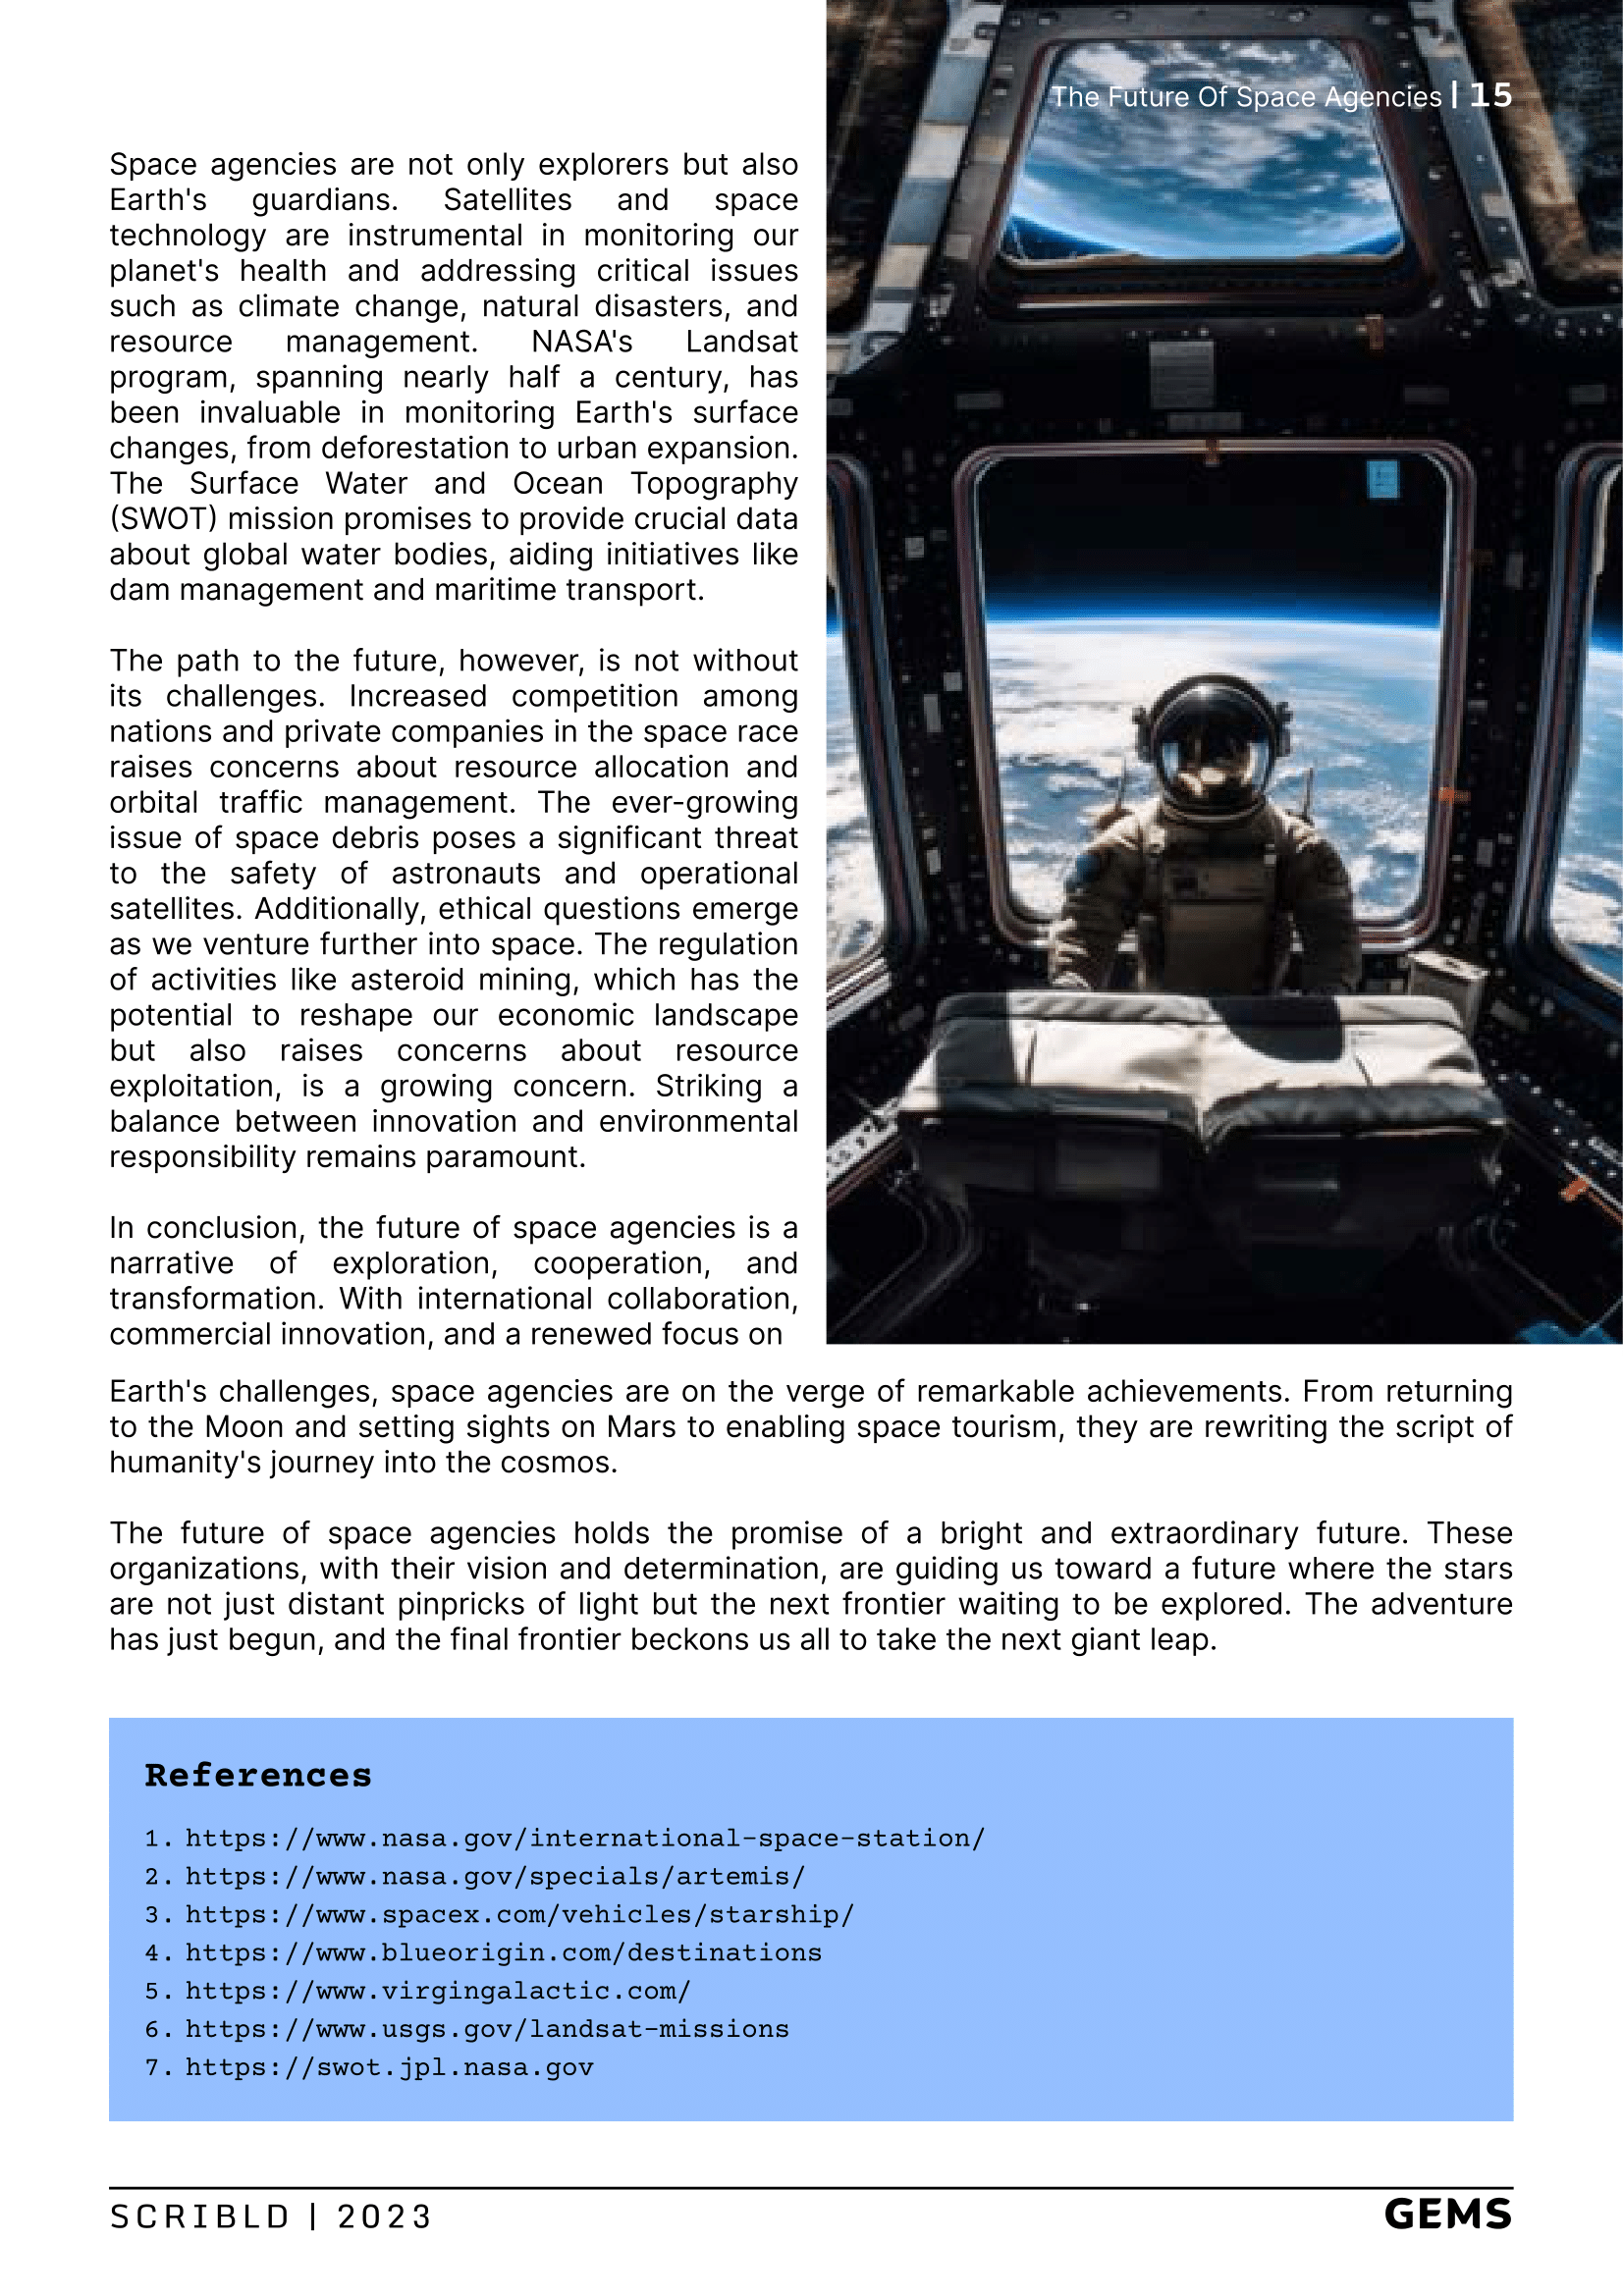 The Future Of Space Agencies | 15
Space agencies are not only explorers but also
Earth's guardians. Satellites and space
technology are instrumental in monitoring our
planet's health and addressing critical issues
such as climate change, natural disasters, and
resource management. NASA's Landsat
program, spanning nearly half a century, has
been invaluable in monitoring Earth's surface
changes, from deforestation to urban expansion.
The Surface Water and Ocean Topography
(SWOT) mission promises to provide crucial data
about global water bodies, aiding initiatives like
dam management and maritime transport.
The path to the future, however, is not without
its challenges. Increased competition among
nations and private companies in the space race
raises concerns about resource allocation and
orbital traffic management. The ever-growing
issue of space debris poses a significant threat
to the safety of astronauts and operational
satellites. Additionally, ethical questions emerge
as we venture further into space. The regulation
of activities like asteroid mining, which has the
potential to reshape our economic landscape
but also raises concerns about resource
exploitation, is a growing concern. Striking a
balance between innovation and environmental
responsibility remains paramount.
In conclusion, the future of space agencies is a
narrative of exploration, cooperation, and
transformation. With international collaboration,
commercial innovation, and a renewed focus on
Earth's challenges, space agencies are on the verge of remarkable achievements. From returning
to the Moon and setting sights on Mars to enabling space tourism, they are rewriting the script of
humanity's journey into the cosmos.
The future of space agencies holds the promise of a bright and extraordinary future. These
organizations, with their vision and determination, are guiding us toward a future where the stars
are not just distant pinpricks of light but the next frontier waiting to be explored. The adventure
has just begun, and the final frontier beckons us all to take the next giant leap.
References
1. https://www.nasa.gov/international-space-station/
2. https://www.nasa.gov/specials/artemis/
3. https://www.spacex.com/vehicles/starship/
4. https://www.blueorigin.com/destinations
5. https://www.virgingalactic.com/
6. https://www.usgs.gov/landsat-missions
7. https://swot.jpl.nasa.gov
SCRIBLD | 2023
GEMS